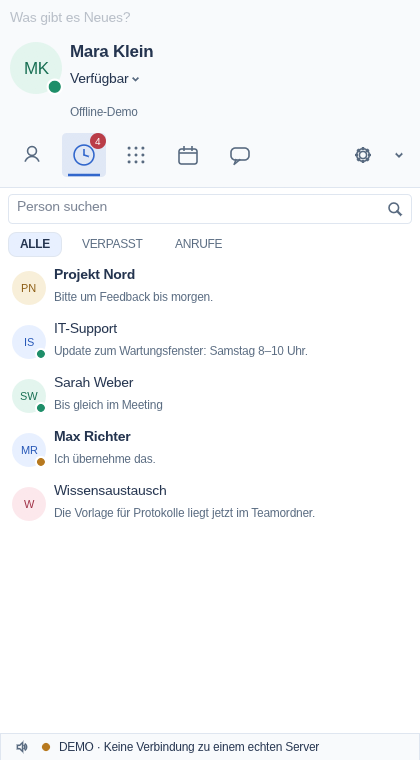 Was gibt es Neues?
MK
Mara Klein
Verfügbar
Offline-Demo
4
Person suchen
ALLE VERPASST ANRUFE
PN
Projekt Nord
Bitte um Feedback bis morgen.
IS
IT-Support
Update zum Wartungsfenster: Samstag 8–10 Uhr.
SW
Sarah Weber
Bis gleich im Meeting
MR
Max Richter
Ich übernehme das.
W
Wissensaustausch
Die Vorlage für Protokolle liegt jetzt im Teamordner.
DEMO · Keine Verbindung zu einem echten Server